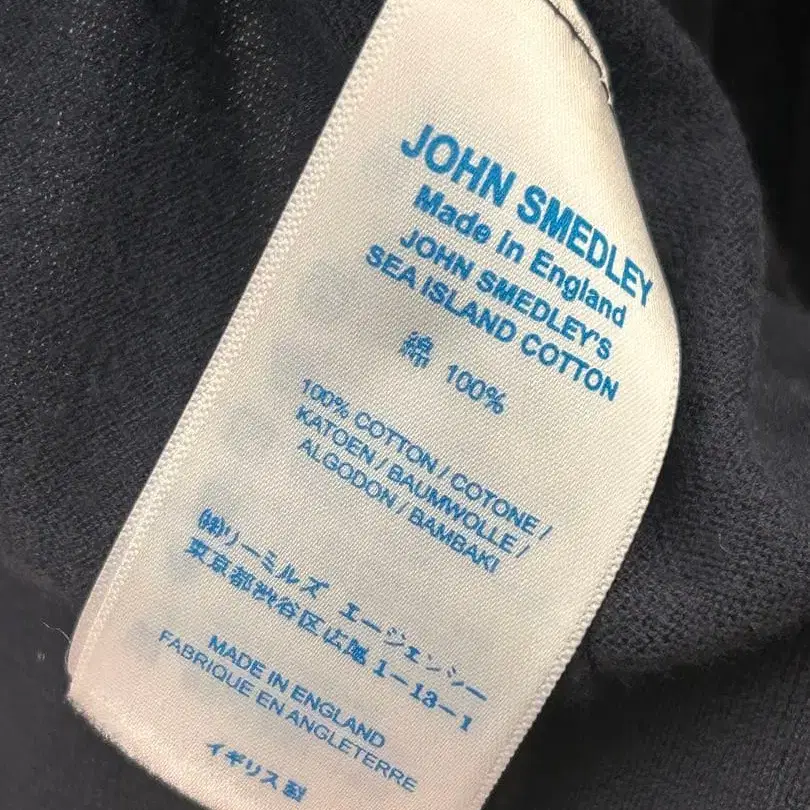 JOHN SMEDLEY
Made in England
JOHN SMEDLEY'S
SEA ISLAND COTTON
綿 100%
100% COTTON / COTONE /
KATOEN / BAUMWOLLE /
ALGODON / BAMBAKI
㈱リーミルズ エージェンシー
東京都渋谷区広尾1-13-1
MADE IN ENGLAND
FABRIQUE EN ANGLETERRE
イギリス製